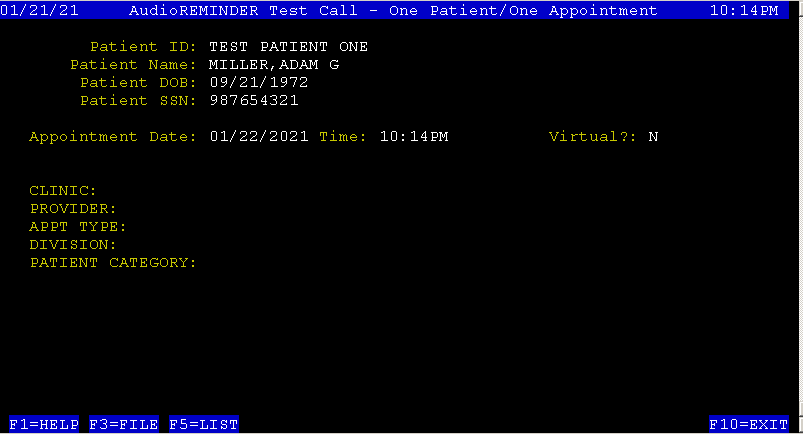 01/21/21 AudioREMINDER Test Call - One Patient/One Appointment 10:14PM
Patient ID: TEST PATIENT ONE
Patient Name: MILLER,ADAM G
Patient DOB: 09/21/1972
Patient SSN: 987654321
Appointment Date: 01/22/2021 Time: 10:14PM Virtual?: N
CLINIC:
PROVIDER:
APPT TYPE:
DIVISION:
PATIENT CATEGORY:
F1=HELP F3=FILE F5=LIST F10=EXIT